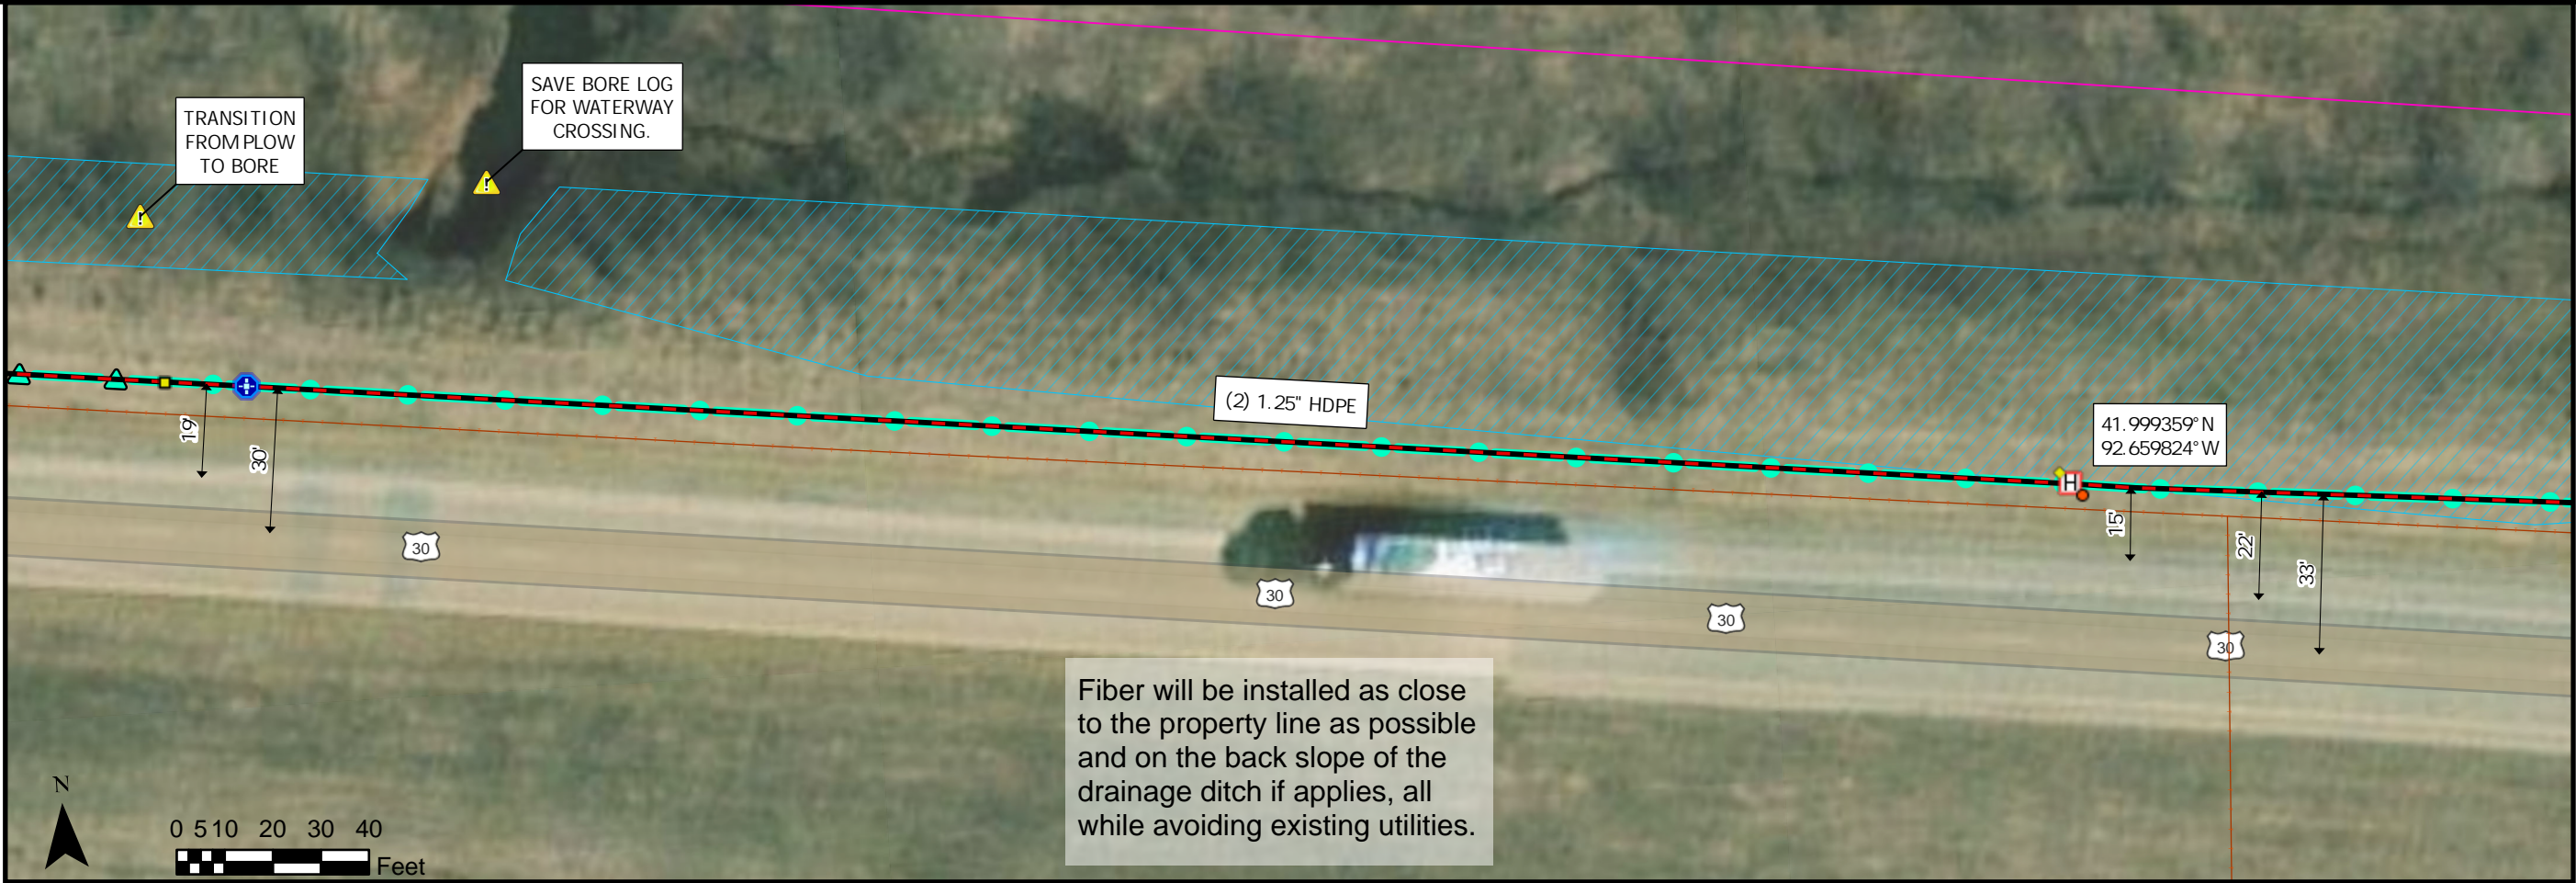 TRANSITION
FROM PLOW
TO BORE
SAVE BORE LOG
FOR WATERWAY
CROSSING.
(2) 1.25" HDPE
41.999359°N
92.659824°W
H
19'
30'
15'
22'
33'
30
30
30
30
Fiber will be installed as close
to the property line as possible
and on the back slope of the
drainage ditch if applies, all
while avoiding existing utilities.
N
0 5 10 20 30 40
Feet